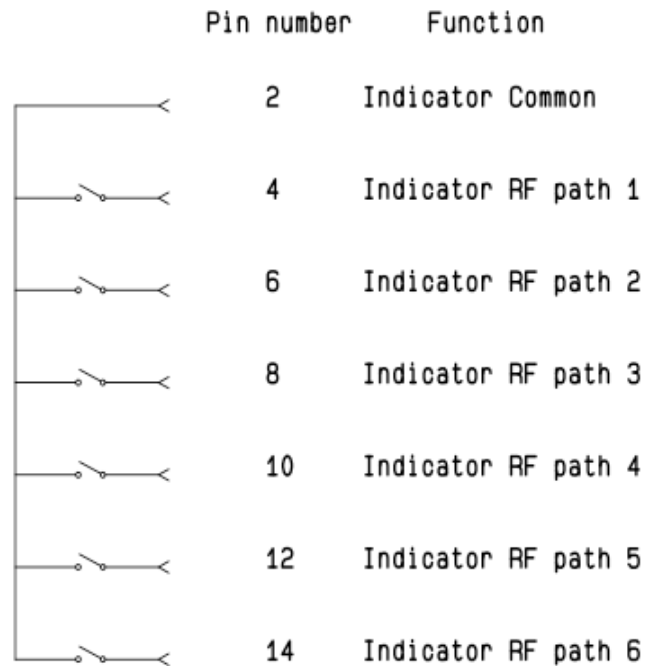 Pin number Function
2 Indicator Common
4 Indicator RF path 1
6 Indicator RF path 2
8 Indicator RF path 3
10 Indicator RF path 4
12 Indicator RF path 5
14 Indicator RF path 6